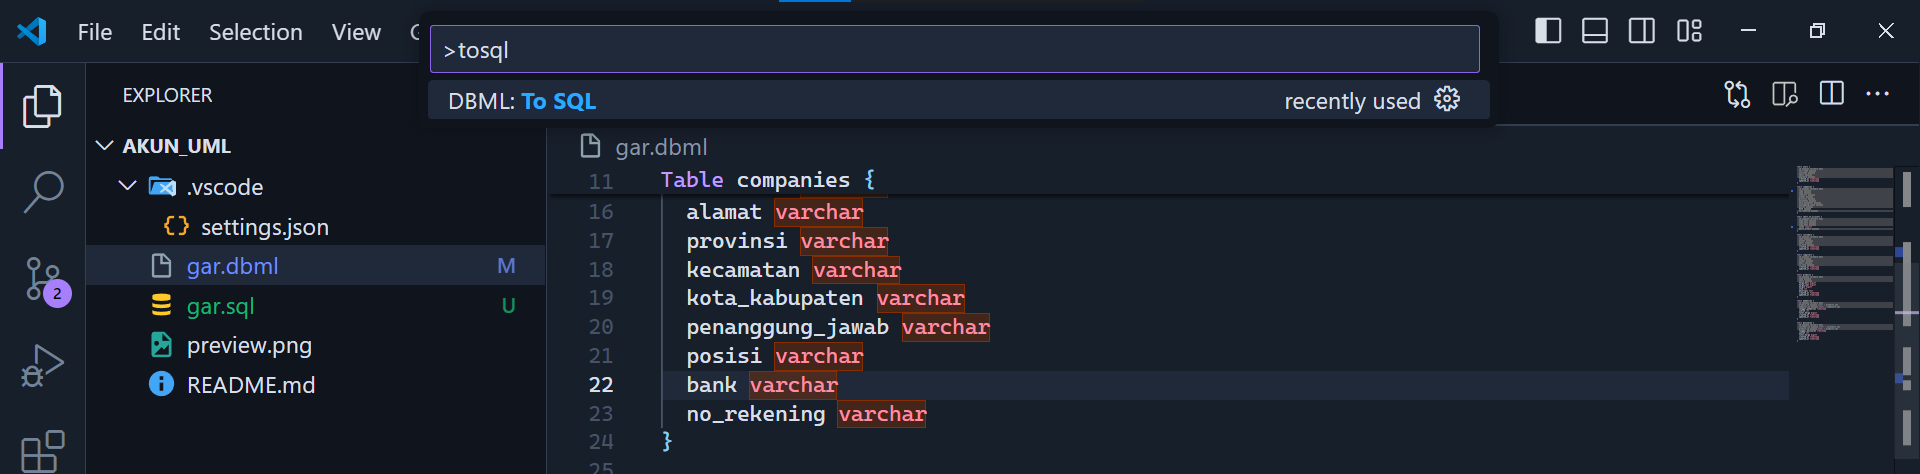 File Edit Selection View
>tosql
DBML: To SQL recently used
EXPLORER
AKUN_UML
.vscode
settings.json
gar.dbml M
gar.sql U
preview.png
README.md
2
gar.dbml
11 Table companies {
16 alamat varchar
17 provinsi varchar
18 kecamatan varchar
19 kota_kabupaten varchar
20 penanggung_jawab varchar
21 posisi varchar
22 bank varchar
23 no_rekening varchar
24 }
25